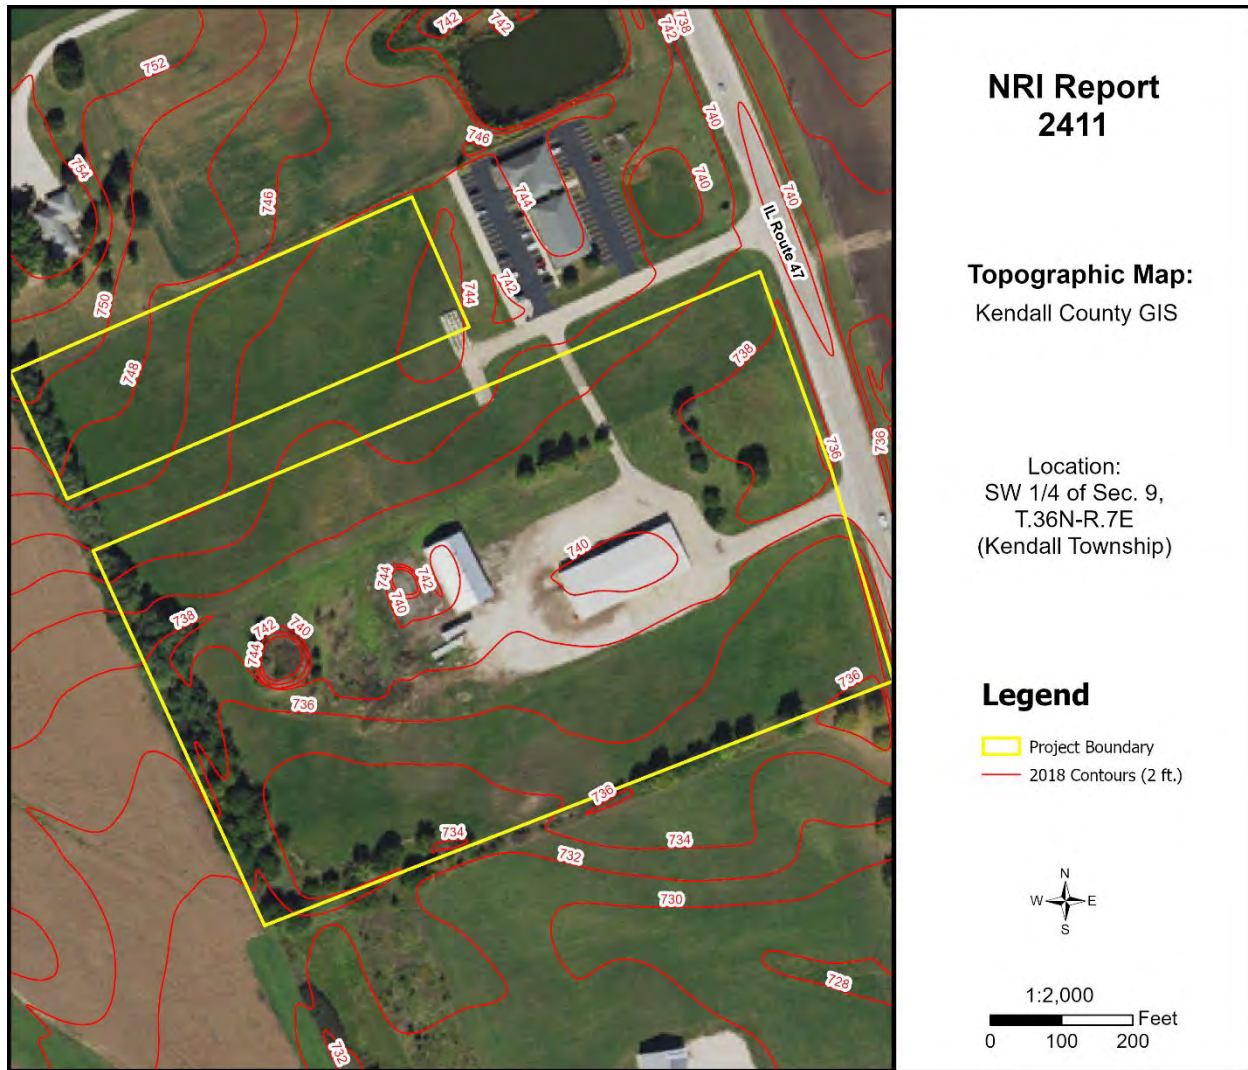 742
742
738
742
752
740
746
754
744
740
740
746
IL Route 47
742
744
750
738
748
736
736
740
744
742
740
738
742
740
744
736
736
736
734
734
732
730
728
732
NRI Report
2411
Topographic Map:
Kendall County GIS
Location:
SW 1/4 of Sec. 9,
T.36N-R.7E
(Kendall Township)
Legend
Project Boundary
2018 Contours (2 ft.)
N
W E
S
1:2,000
Feet
0 100 200